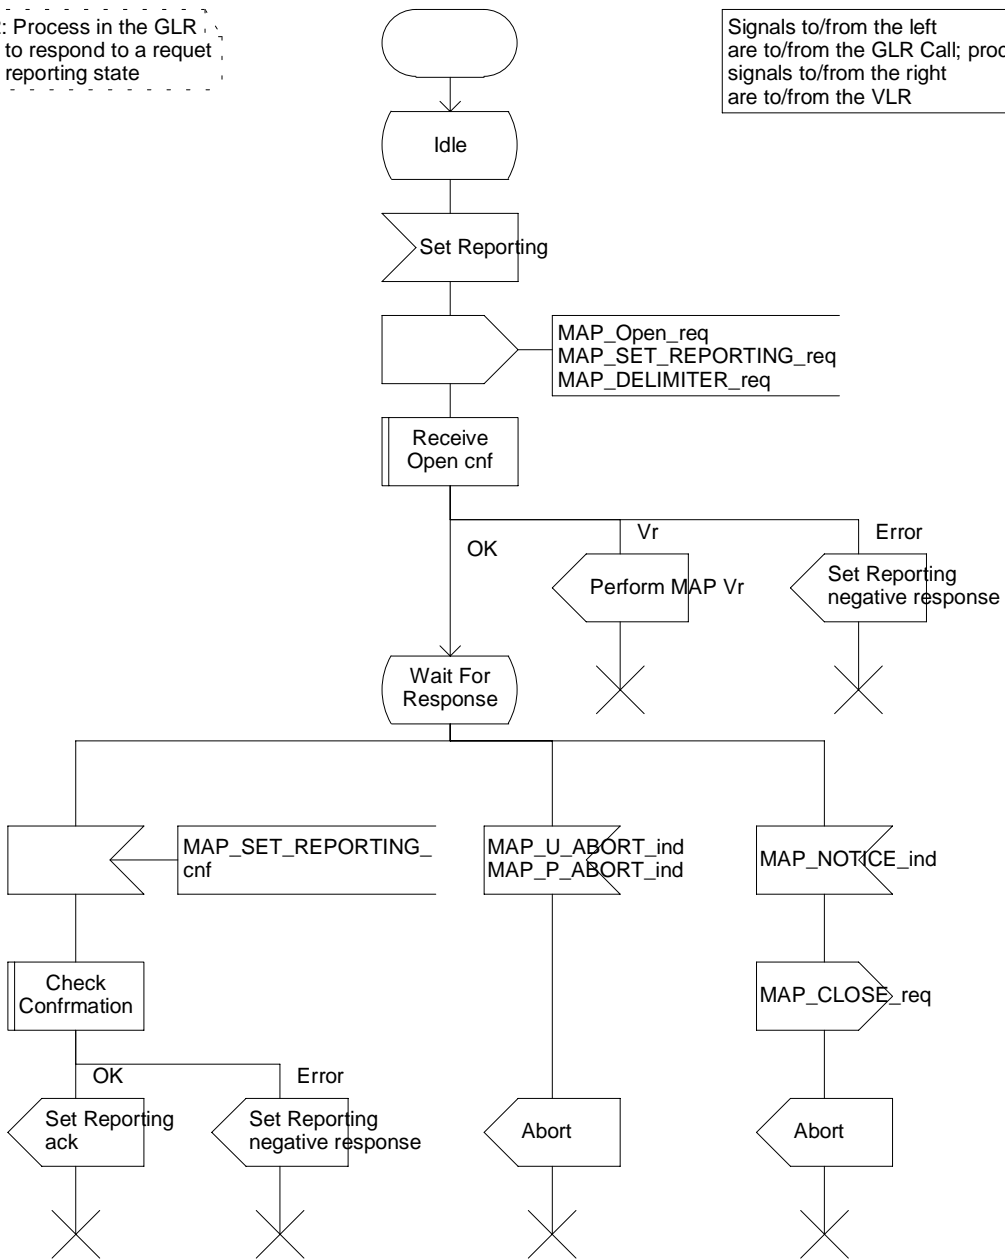 : Process in the GLR
to respond to a requet
reporting state
Signals to/from the left
are to/from the GLR Call; proc
signals to/from the right
are to/from the VLR
Idle
Set Reporting
MAP_Open_req
MAP_SET_REPORTING_req
MAP_DELIMITER_req
Receive
Open cnf
OK
Vr
Error
Perform MAP Vr
Set Reporting
negative response
Wait For
Response
MAP_SET_REPORTING_
cnf
MAP_U_ABORT_ind
MAP_P_ABORT_ind
MAP_NOTICE_ind
Check
Confrmation
MAP_CLOSE_req
OK
Error
Set Reporting
ack
Set Reporting
negative response
Abort
Abort